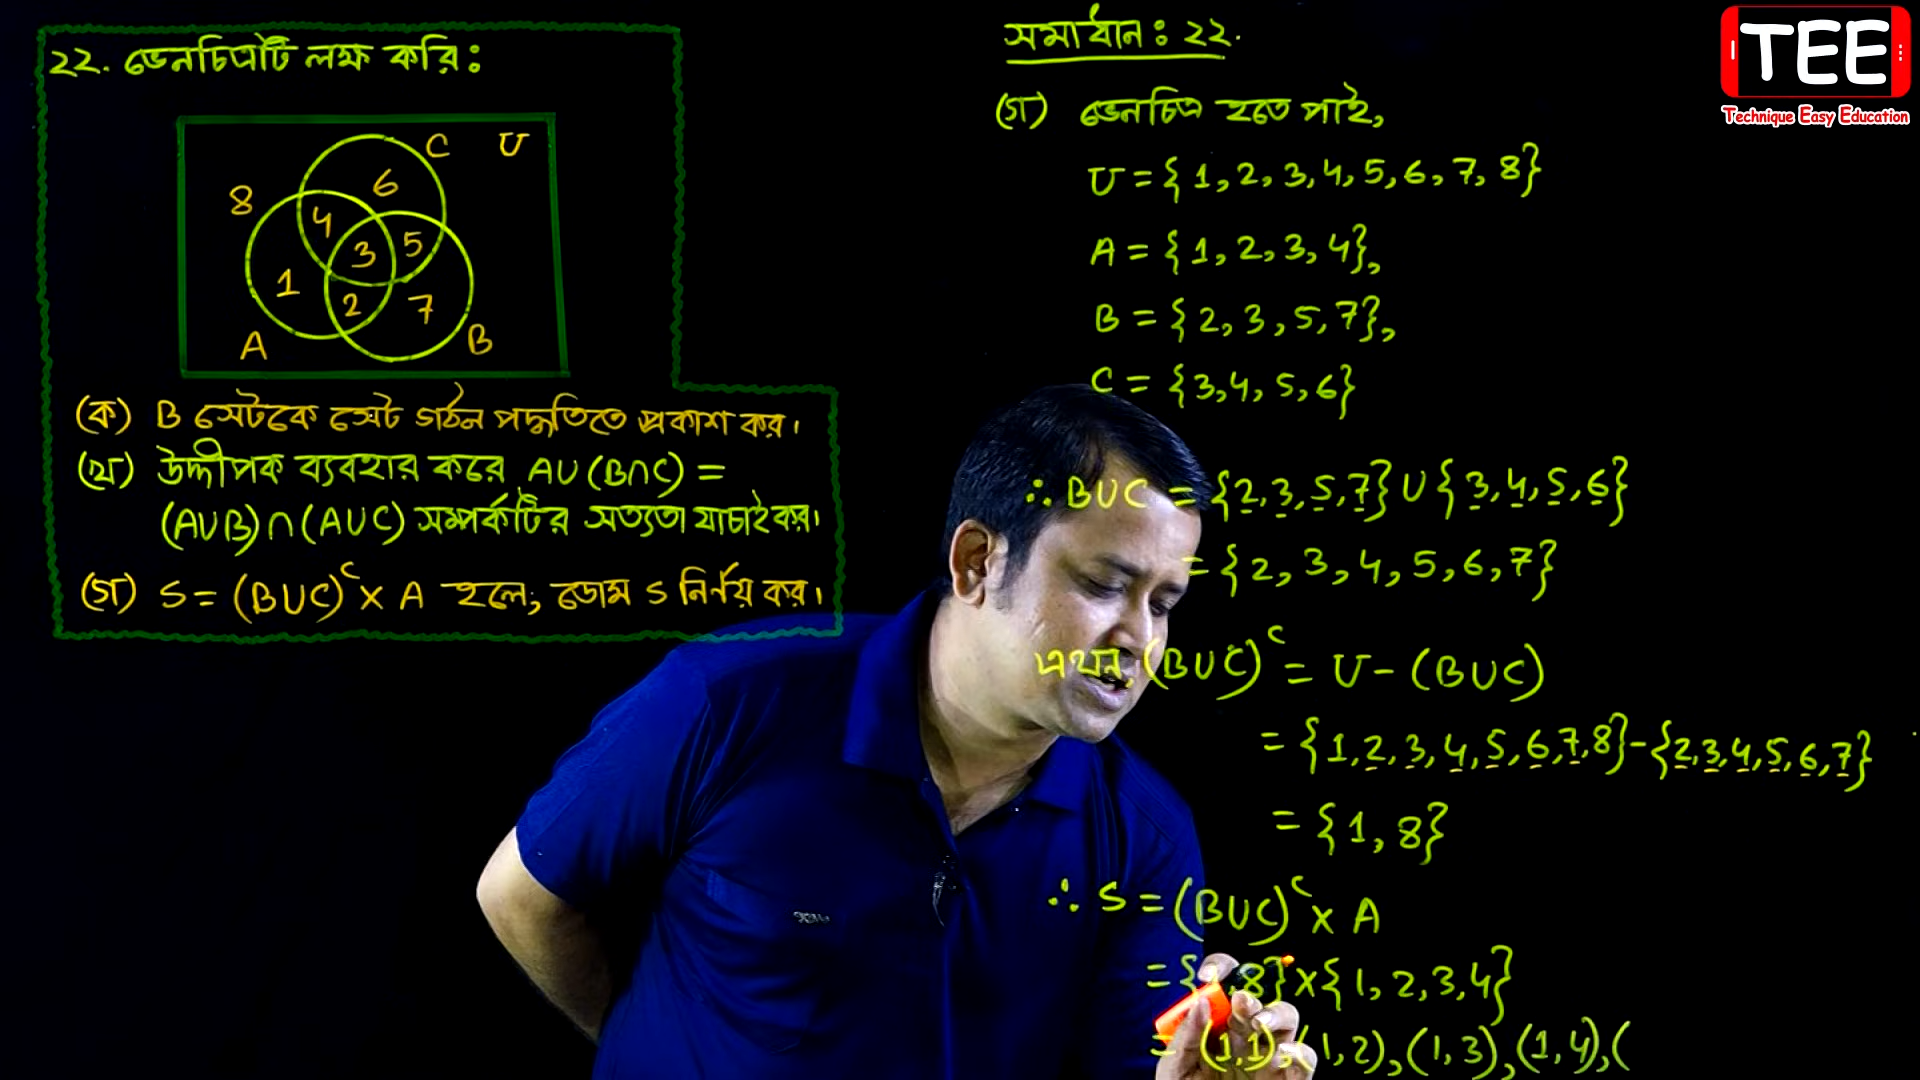 ২২. ভেনচিত্রটি লক্ষ করি:
C U
8 6
4
3 5
1
2 7
A B
(ক) B সেটকে সেট গঠন পদ্ধতিতে প্রকাশ কর।
(খ) উদ্দীপক ব্যবহার করে A∪(B∩C) =
(A∪B)∩(A∪C) সম্পর্কটির সত্যতা যাচাই কর।
(গ) S = (B∪C)ᶜ × A হলে, ডোম S নির্ণয় কর।
সমাধান: ২২.
(গ) ভেনচিত্র হতে পাই,
U = {1, 2, 3, 4, 5, 6, 7, 8}
A = {1, 2, 3, 4},
B = {2, 3, 5, 7},
C = {3, 4, 5, 6}
∴ B∪C = {2, 3, 5, 7} ∪ {3, 4, 5, 6}
= {2, 3, 4, 5, 6, 7}
এখন, (B∪C)ᶜ = U - (B∪C)
= {1, 2, 3, 4, 5, 6, 7, 8} - {2, 3, 4, 5, 6, 7}
= {1, 8}
∴ S = (B∪C)ᶜ × A
= { , 8} × {1, 2, 3, 4}
= (1,1), (1,2), (1,3), (1,4), (
TEE
Technique Easy Education